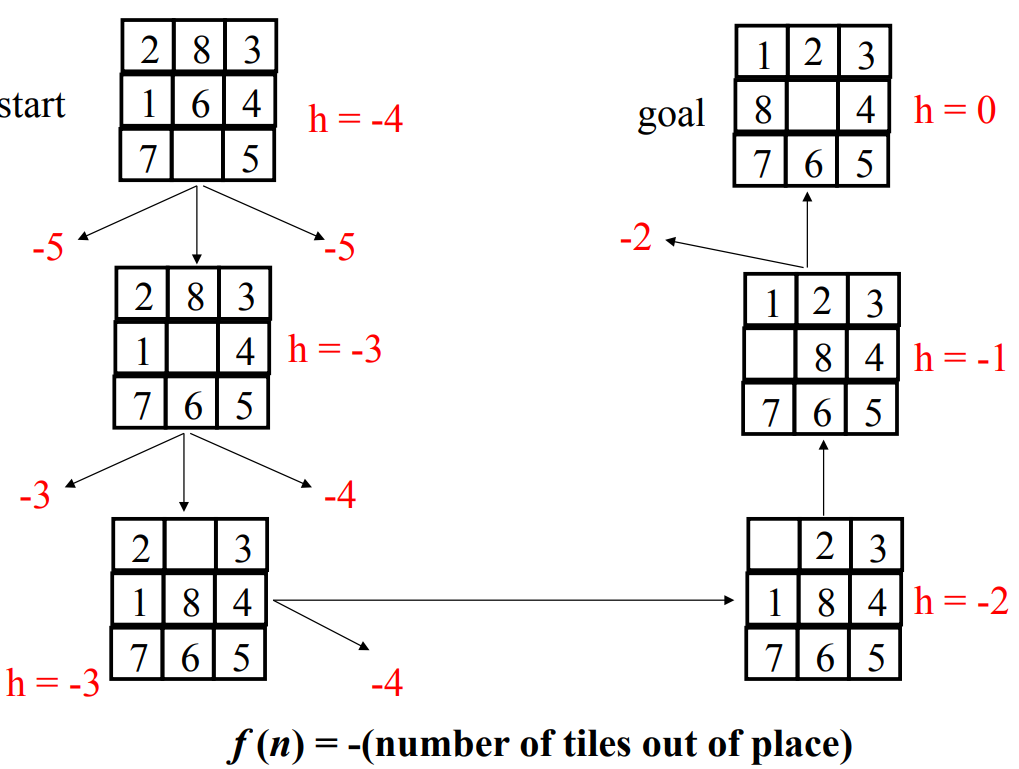 2 8 3
start
1 6 4
h = -4
7 5
-5
-5
2 8 3
1 4
h = -3
7 6 5
-3
-4
2 3
1 8 4
7 6 5
h = -3
-4
1 2 3
goal
8 4
h = 0
7 6 5
-2
1 2 3
8 4
h = -1
7 6 5
2 3
1 8 4
h = -2
7 6 5
f (n) = -(number of tiles out of place)